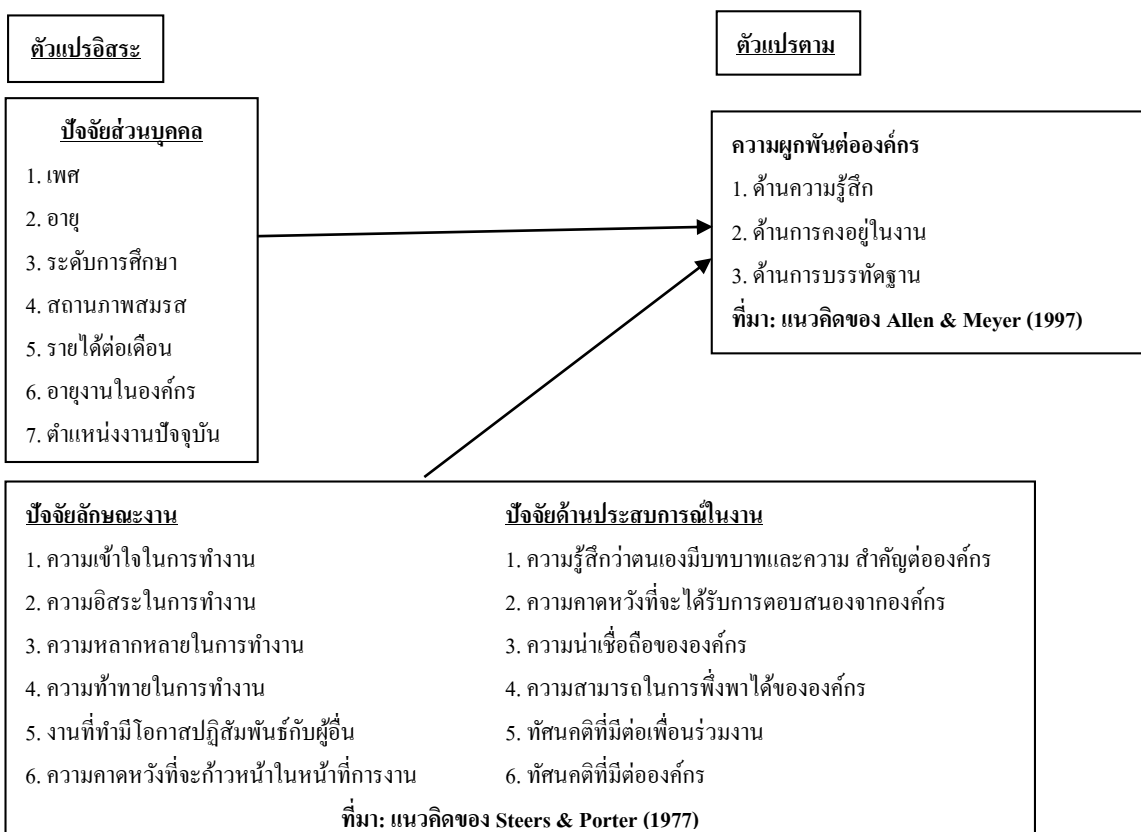 ตัวแปรอิสระ
ตัวแปรตาม
ปัจจัยส่วนบุคคล
1. เพศ
2. อายุ
3. ระดับการศึกษา
4. สถานภาพสมรส
5. รายได้ต่อเดือน
6. อายุงานในองค์กร
7. ตำแหน่งงานปัจจุบัน
ความผูกพันต่อองค์กร
1. ด้านความรู้สึก
2. ด้านการคงอยู่ในงาน
3. ด้านการบรรทัดฐาน
ที่มา: แนวคิดของ Allen & Meyer (1997)
ปัจจัยลักษณะงาน
1. ความเข้าใจในการทำงาน
2. ความอิสระในการทำงาน
3. ความหลากหลายในการทำงาน
4. ความท้าทายในการทำงาน
5. งานที่ทำมีโอกาสปฏิสัมพันธ์กับผู้อื่น
6. ความคาดหวังที่จะก้าวหน้าในหน้าที่การงาน
ปัจจัยด้านประสบการณ์ในงาน
1. ความรู้สึกว่าตนเองมีบทบาทและความ สำคัญต่อองค์กร
2. ความคาดหวังที่จะได้รับการตอบสนองจากองค์กร
3. ความน่าเชื่อถือขององค์กร
4. ความสามารถในการพึ่งพาได้ขององค์กร
5. ทัศนคติที่มีต่อเพื่อนร่วมงาน
6. ทัศนคติที่มีต่อองค์กร
ที่มา: แนวคิดของ Steers & Porter (1977)